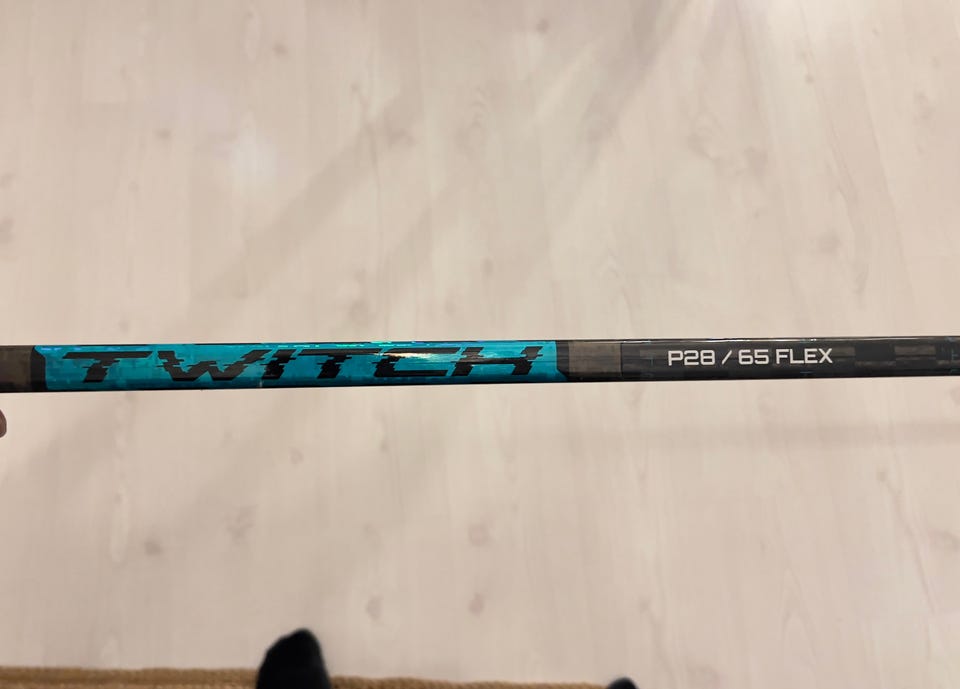 TWITCH P28 / 65 FLEX